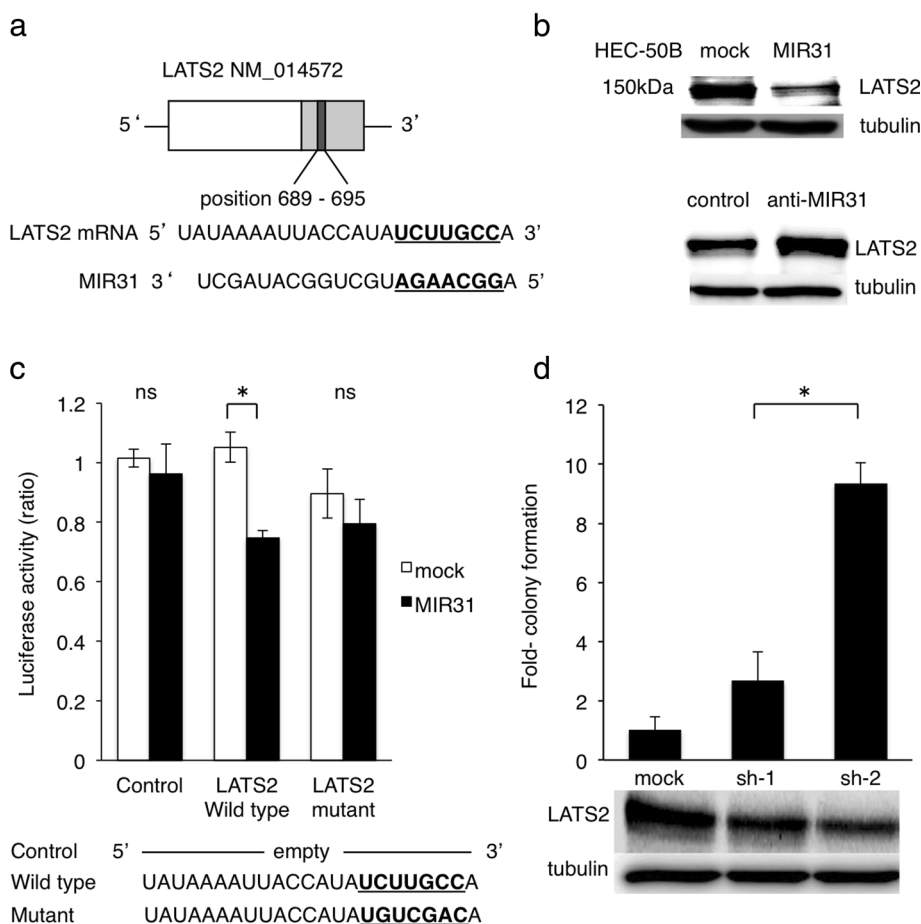 a
LATS2 NM_014572
5‘ 3’
position 689 - 695
LATS2 mRNA 5’ UAUAAAAUUACCAUAUCUUGCCA 3’
MIR31 3‘ UCGAUACGGUCGUAGAACGGA 5’
b
HEC-50B mock MIR31
150kDa LATS2
tubulin
control anti-MIR31
LATS2
tubulin
c
ns * ns
Luciferase activity (ratio)
1.2
1
0.8
0.6
0.4
0.2
0
mock
MIR31
Control LATS2 Wild type LATS2 mutant
Control 5’ empty 3’
Wild type UAUAAAAUUACCAUAUCUUGCCA
Mutant UAUAAAAUUACCAUAUGUCGACA
d
*
Fold- colony formation
12
10
8
6
4
2
0
mock sh-1 sh-2
LATS2
tubulin